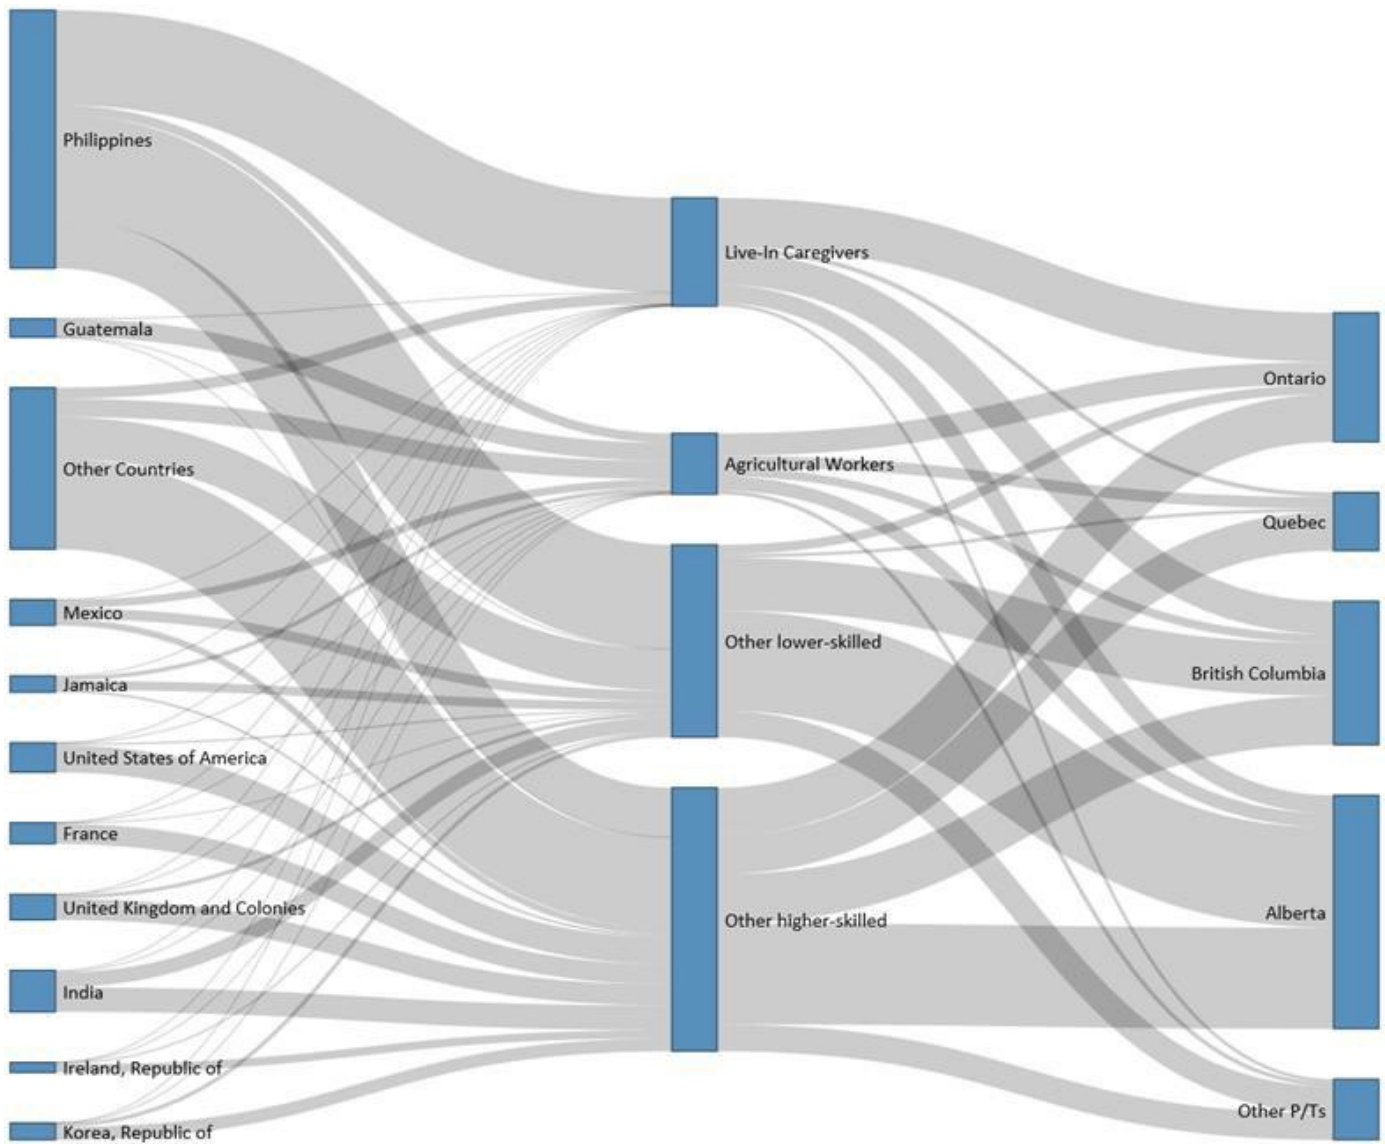 Philippines
Guatemala
Other Countries
Mexico
Jamaica
United States of America
France
United Kingdom and Colonies
India
Ireland, Republic of
Korea, Republic of
Live-In Caregivers
Agricultural Workers
Other lower-skilled
Other higher-skilled
Ontario
Quebec
British Columbia
Alberta
Other P/Ts